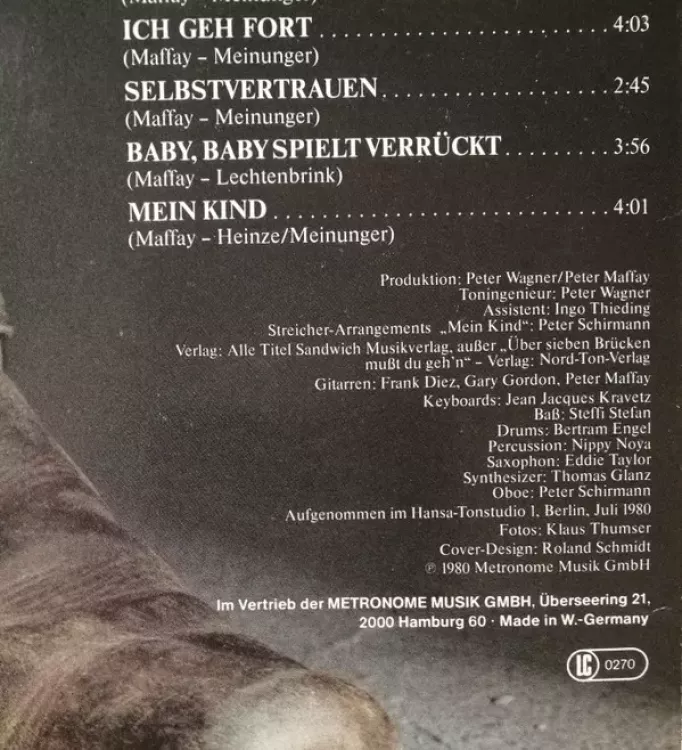 (Maffay – Meinunger)
ICH GEH FORT 4:03
(Maffay – Meinunger)
SELBSTVERTRAUEN 2:45
(Maffay – Meinunger)
BABY, BABY SPIELT VERRÜCKT 3:56
(Maffay – Lechtenbrink)
MEIN KIND 4:01
(Maffay – Heinze/Meinunger)
Produktion: Peter Wagner/Peter Maffay
Toningenieur: Peter Wagner
Assistent: Ingo Thieding
Streicher-Arrangements „Mein Kind“: Peter Schirmann
Verlag: Alle Titel Sandwich Musikverlag, außer „Über sieben Brücken
mußt du geh'n“ – Verlag: Nord-Ton-Verlag
Gitarren: Frank Diez, Gary Gordon, Peter Maffay
Keyboards: Jean Jacques Kravetz
Baß: Steffi Stefan
Drums: Bertram Engel
Percussion: Nippy Noya
Saxophon: Eddie Taylor
Synthesizer: Thomas Glanz
Oboe: Peter Schirmann
Aufgenommen im Hansa-Tonstudio 1, Berlin, Juli 1980
Fotos: Klaus Thumser
Cover-Design: Roland Schmidt
℗ 1980 Metronome Musik GmbH
Im Vertrieb der METRONOME MUSIK GMBH, Überseering 21,
2000 Hamburg 60 · Made in W.-Germany
LC 0270